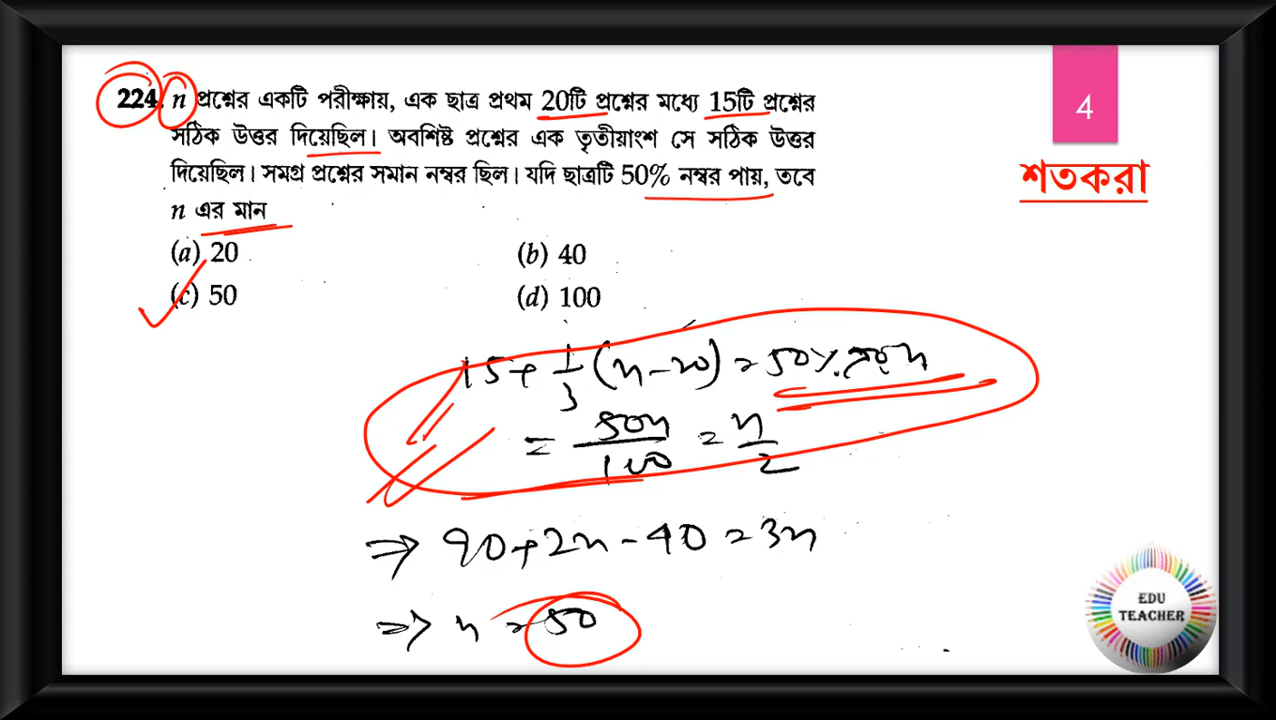 224. n প্রশ্নের একটি পরীক্ষায়, এক ছাত্র প্রথম 20টি প্রশ্নের মধ্যে 15টি প্রশ্নের
সঠিক উত্তর দিয়েছিল। অবশিষ্ট প্রশ্নের এক তৃতীয়াংশ সে সঠিক উত্তর
দিয়েছিল। সমগ্র প্রশ্নের সমান নম্বর ছিল। যদি ছাত্রটি 50% নম্বর পায়, তবে
n এর মান
(a) 20 (b) 40
(c) 50 (d) 100
4
শতকরা
15 + 1/3 (n - 20) = 50% of n
= 50n/100 = n/2
⇒ 90 + 2n - 40 = 3n
⇒ n = 50
EDU
TEACHER